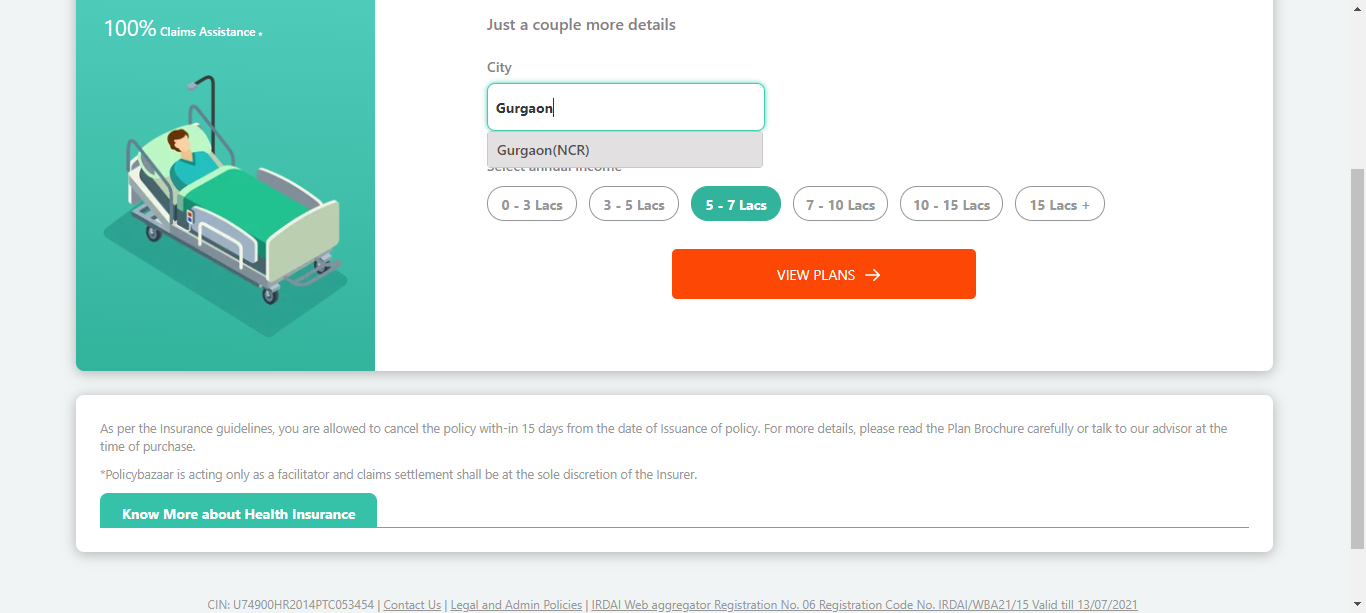 100% Claims Assistance *
Just a couple more details
City
Gurgaon
Gurgaon(NCR)
Select annual income
0 - 3 Lacs
3 - 5 Lacs
5 - 7 Lacs
7 - 10 Lacs
10 - 15 Lacs
15 Lacs +
VIEW PLANS
As per the Insurance guidelines, you are allowed to cancel the policy with-in 15 days from the date of Issuance of policy. For more details, please read the Plan Brochure carefully or talk to our advisor at the
time of purchase.
*Policybazaar is acting only as a facilitator and claims settlement shall be at the sole discretion of the Insurer.
Know More about Health Insurance
CIN: U74900HR2014PTC053454 | Contact Us | Legal and Admin Policies | IRDAI Web aggregator Registration No. 06 Registration Code No. IRDAI/WBA21/15 Valid till 13/07/2021